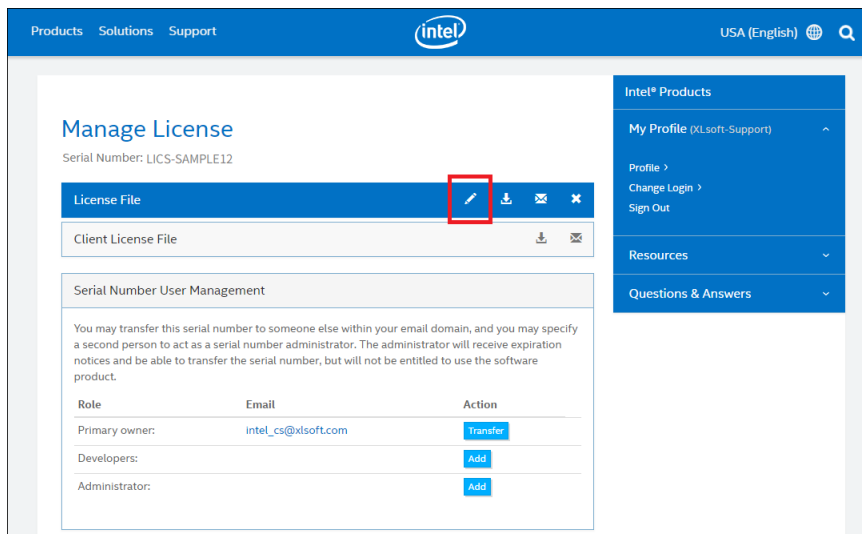 Products Solutions Support
intel
USA (English)
Manage License
Serial Number: LICS-SAMPLE12
License File
Client License File
Serial Number User Management
You may transfer this serial number to someone else within your email domain, and you may specify
a second person to act as a serial number administrator. The administrator will receive expiration
notices and be able to transfer the serial number, but will not be entitled to use the software
product.
Role Email Action
Primary owner: intel_cs@xlsoft.com Transfer
Developers: Add
Administrator: Add
Intel® Products
My Profile (XLsoft-Support)
Profile >
Change Login >
Sign Out
Resources
Questions & Answers